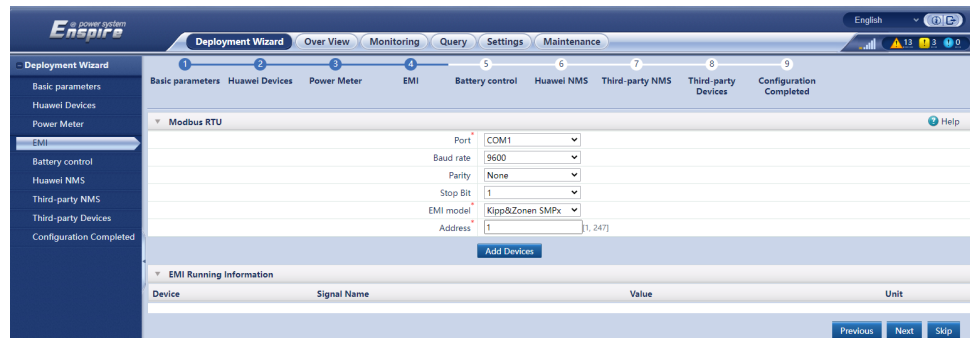 power system
Enspire
English
Deployment Wizard Over View Monitoring Query Settings Maintenance
13 3 0
Deployment Wizard
Basic parameters
Huawei Devices
Power Meter
EMI
Battery control
Huawei NMS
Third-party NMS
Third-party Devices
Configuration Completed
1 2 3 4 5 6 7 8 9
Basic parameters Huawei Devices Power Meter EMI Battery control Huawei NMS Third-party NMS Third-party Devices Configuration Completed
Modbus RTU Help
Port* COM1
Baud rate 9600
Parity None
Stop Bit 1
EMI model* Kipp&Zonen SMPx
Address* 1 [1, 247]
Add Devices
EMI Running Information
Device Signal Name Value Unit
Previous Next Skip